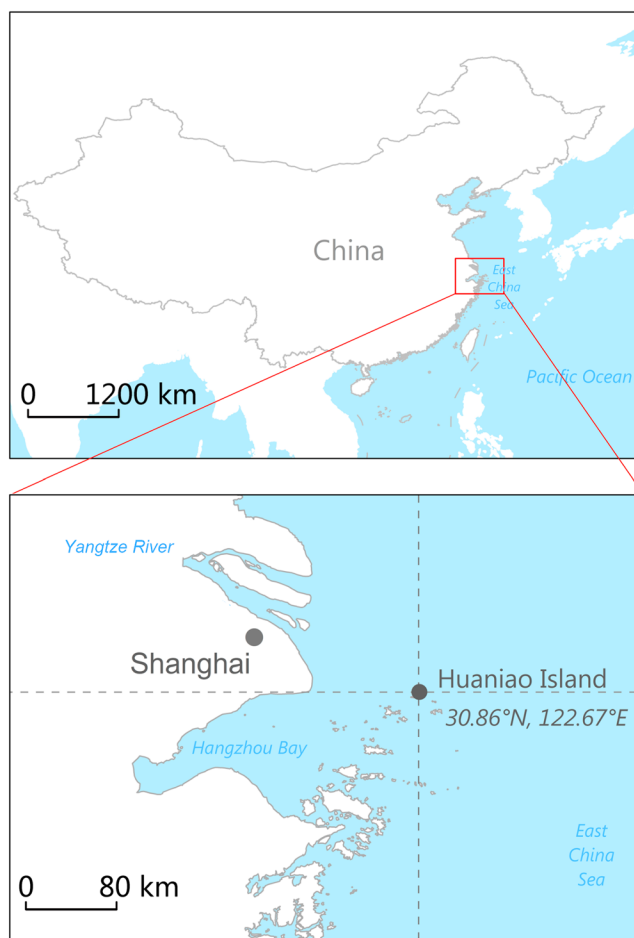 China
East
China
Sea
Pacific Ocean
0 1200 km
Yangtze River
Shanghai
Huaniao Island
30.86°N, 122.67°E
Hangzhou Bay
East
China
Sea
0 80 km